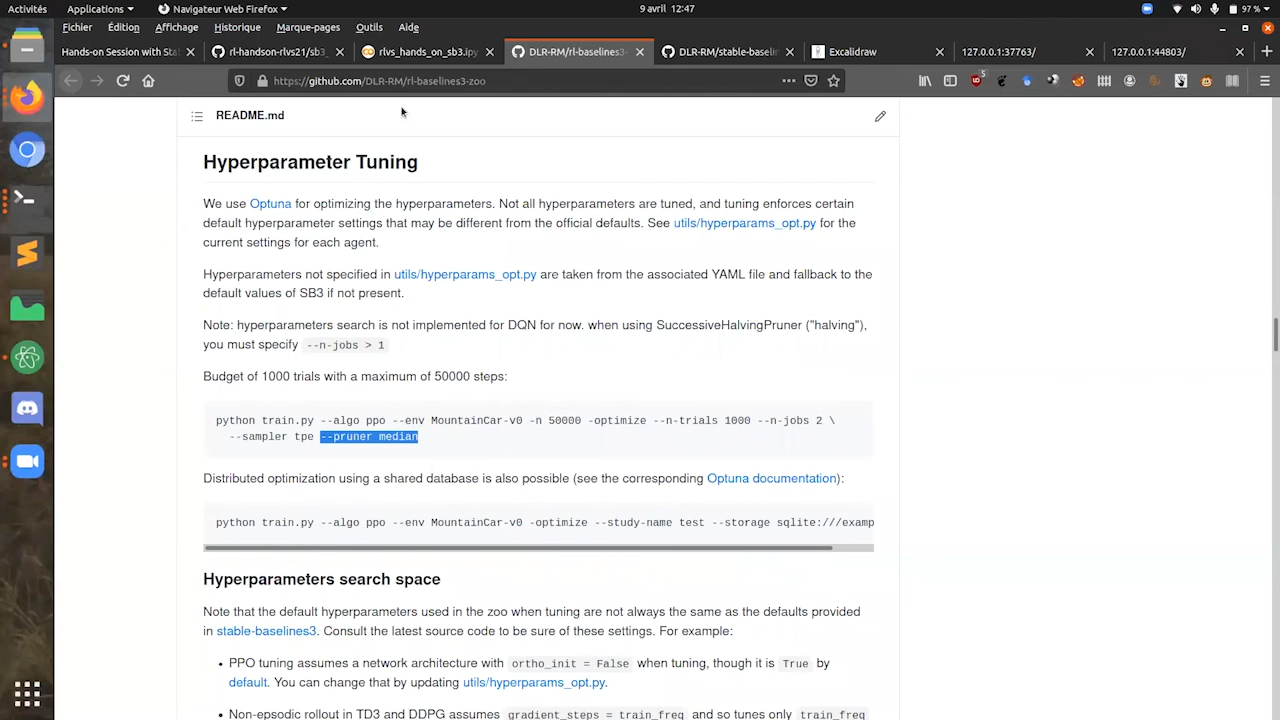 Activités Applications Navigateur Web Firefox 9 avril 12:47 97 %
Fichier Édition Affichage Historique Marque-pages Outils Aide
Hands-on Session with Stab rl-handson-rlvs21/sb3_ rlvs_hands_on_sb3.ipynb DLR-RM/rl-baselines3- DLR-RM/stable-baselin Excalidraw 127.0.0.1:37763/ 127.0.0.1:44803/
https://github.com/DLR-RM/rl-baselines3-zoo
README.md
Hyperparameter Tuning
We use Optuna for optimizing the hyperparameters. Not all hyperparameters are tuned, and tuning enforces certain
default hyperparameter settings that may be different from the official defaults. See utils/hyperparams_opt.py for the
current settings for each agent.
Hyperparameters not specified in utils/hyperparams_opt.py are taken from the associated YAML file and fallback to the
default values of SB3 if not present.
Note: hyperparameters search is not implemented for DQN for now. when using SuccessiveHalvingPruner ("halving"),
you must specify --n-jobs > 1
Budget of 1000 trials with a maximum of 50000 steps:
python train.py --algo ppo --env MountainCar-v0 -n 50000 -optimize --n-trials 1000 --n-jobs 2 \
--sampler tpe --pruner median
Distributed optimization using a shared database is also possible (see the corresponding Optuna documentation):
python train.py --algo ppo --env MountainCar-v0 -optimize --study-name test --storage sqlite:///examp
Hyperparameters search space
Note that the default hyperparameters used in the zoo when tuning are not always the same as the defaults provided
in stable-baselines3. Consult the latest source code to be sure of these settings. For example:
• PPO tuning assumes a network architecture with ortho_init = False when tuning, though it is True by
default. You can change that by updating utils/hyperparams_opt.py.
• Non-epsodic rollout in TD3 and DDPG assumes gradient_steps = train_freq and so tunes only train_freq